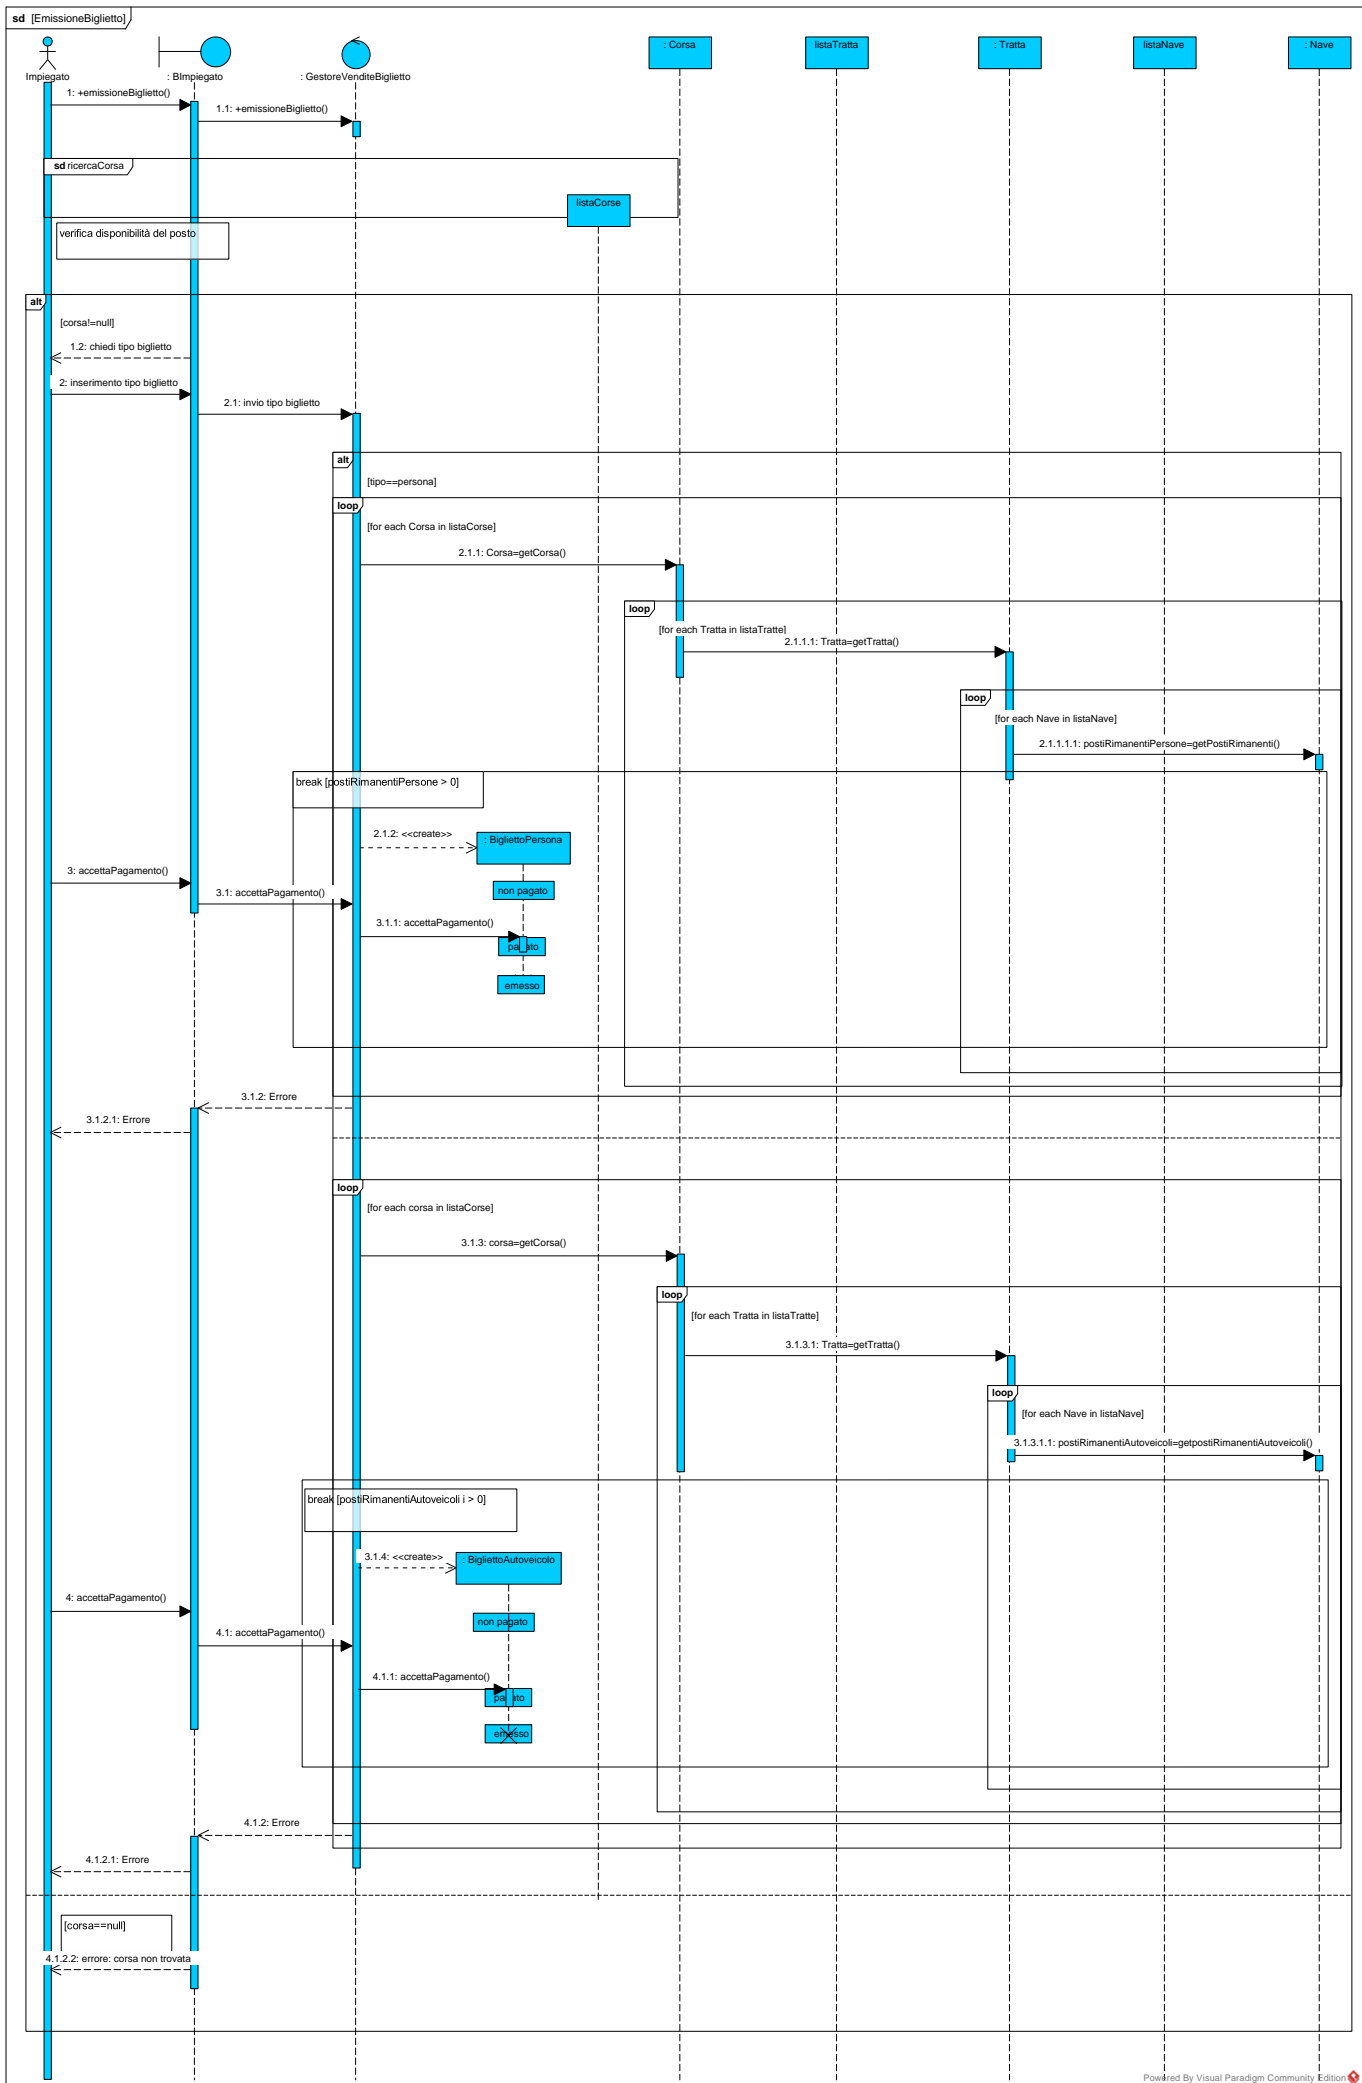 sd [EmissioneBiglietto]
: Corsa
listaTratta
: Tratta
listaNave
: Nave
Impiegato
: BImpiegato
: GestoreVenditeBiglietto
1: +emissioneBiglietto()
1.1: +emissioneBiglietto()
sd ricercaCorsa
listaCorse
verifica disponibilità del posto
alt
[corsa!=null]
1.2: chiedi tipo biglietto
2: inserimento tipo biglietto
2.1: invio tipo biglietto
alt
[tipo==persona]
loop
[for each Corsa in listaCorse]
2.1.1: Corsa=getCorsa()
loop
[for each Tratta in listaTratte]
2.1.1.1: Tratta=getTratta()
loop
[for each Nave in listaNave]
2.1.1.1.1: postiRimanentiPersone=getPostiRimanenti()
break [postiRimanentiPersone > 0]
2.1.2: <<create>>
: BigliettoPersona
3: accettaPagamento()
non pagato
3.1: accettaPagamento()
3.1.1: accettaPagamento()
pagato
emesso
3.1.2: Errore
3.1.2.1: Errore
loop
[for each corsa in listaCorse]
3.1.3: corsa=getCorsa()
loop
[for each Tratta in listaTratte]
3.1.3.1: Tratta=getTratta()
loop
[for each Nave in listaNave]
3.1.3.1.1: postiRimanentiAutoveicoli=getpostiRimanentiAutoveicoli()
break [postiRimanentiAutoveicoli i > 0]
3.1.4: <<create>>
: BigliettoAutoveicolo
4: accettaPagamento()
non pagato
4.1: accettaPagamento()
4.1.1: accettaPagamento()
pagato
emesso
4.1.2: Errore
4.1.2.1: Errore
[corsa==null]
4.1.2.2: errore: corsa non trovata
Powered By Visual Paradigm Community Edition